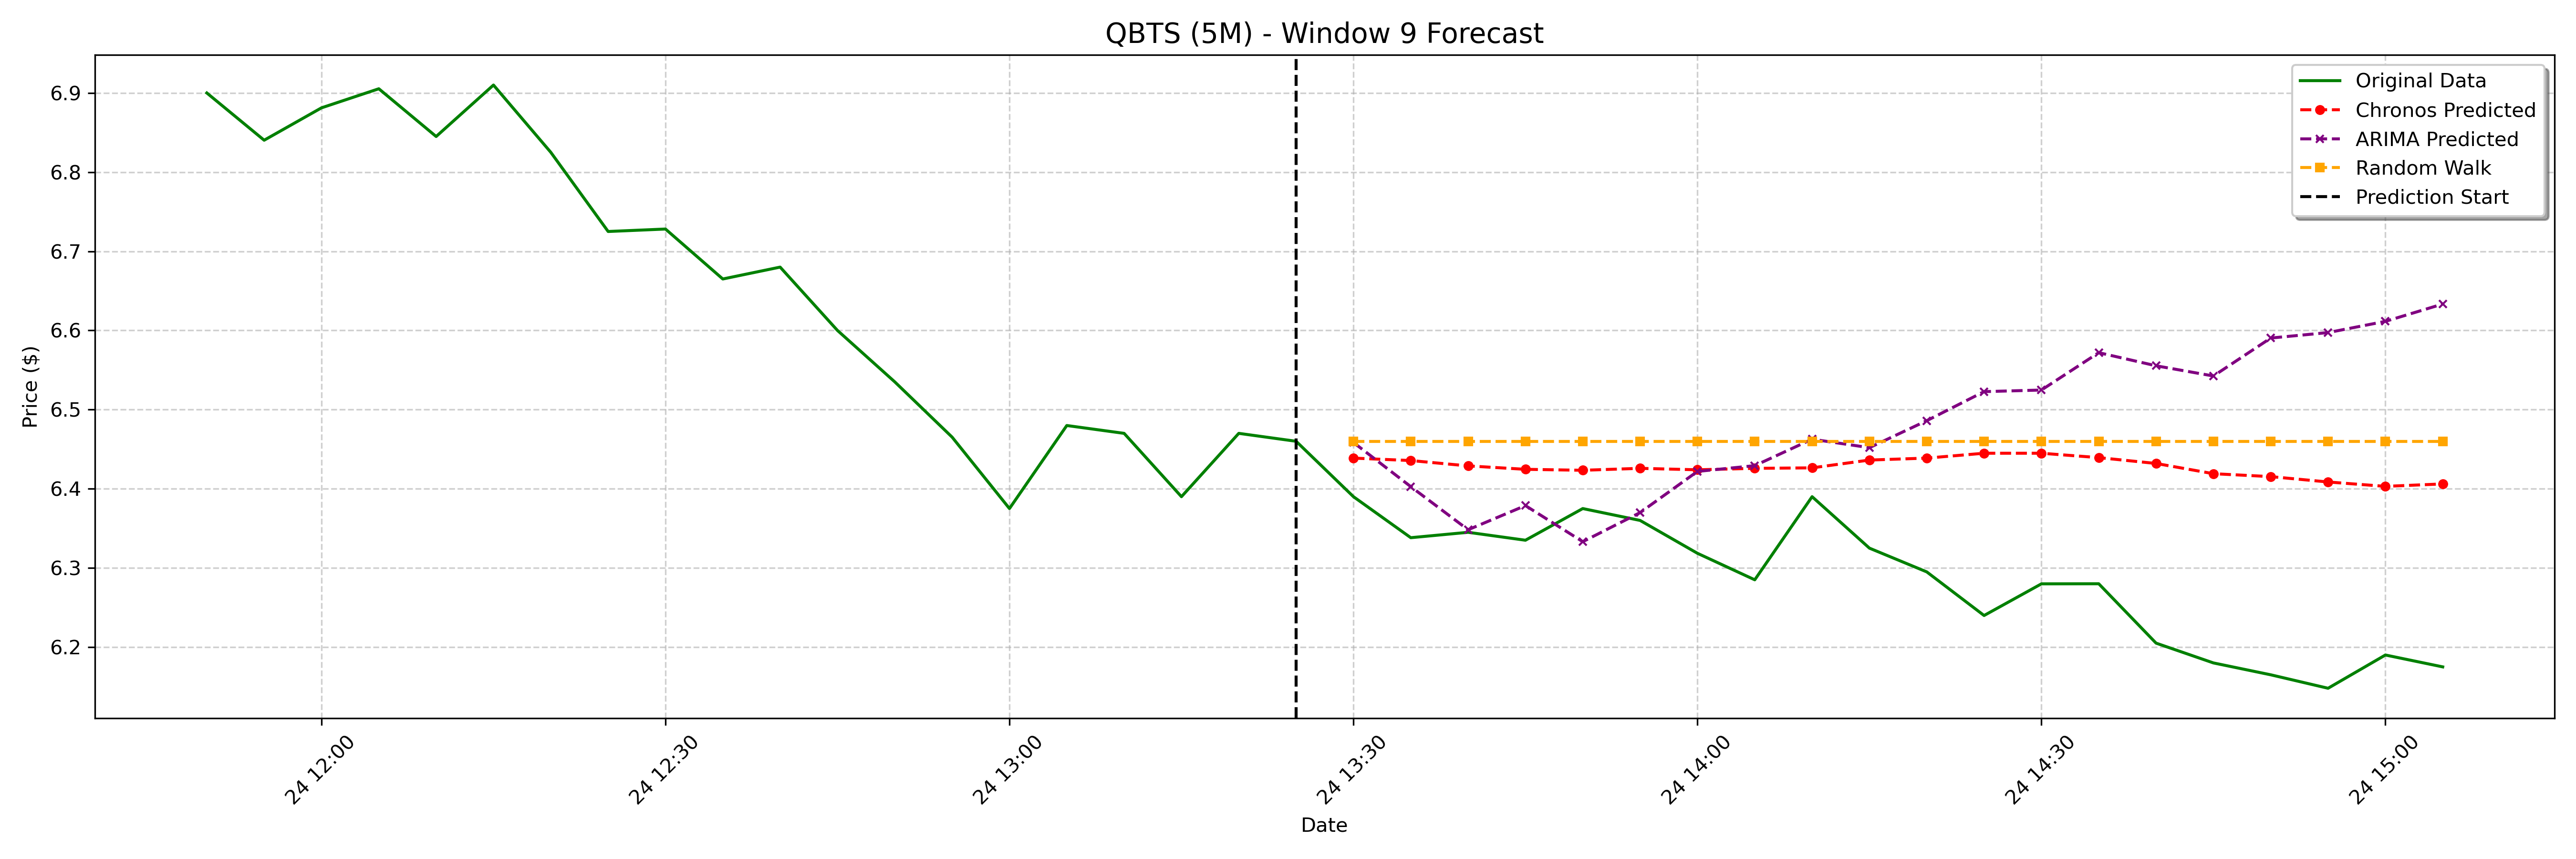 QBTS (5M) - Window 9 Forecast
Price ($)
6.9
6.8
6.7
6.6
6.5
6.4
6.3
6.2
Original Data
Chronos Predicted
ARIMA Predicted
Random Walk
Prediction Start
24 12:00
24 12:30
24 13:00
24 13:30
24 14:00
24 14:30
24 15:00
Date